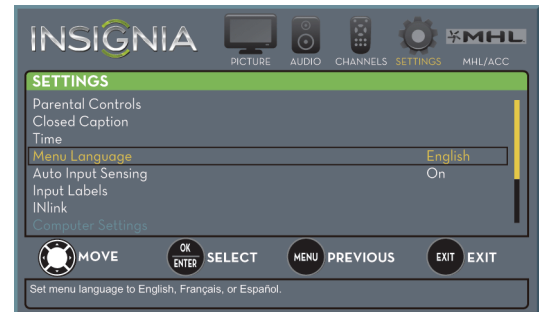 INSIGNIA
MHL
PICTURE AUDIO CHANNELS SETTINGS MHL/ACC
SETTINGS
Parental Controls
Closed Caption
Time
Menu Language English
Auto Input Sensing On
Input Labels
INlink
Computer Settings
MOVE OK ENTER SELECT MENU PREVIOUS EXIT EXIT
Set menu language to English, Français, or Español.